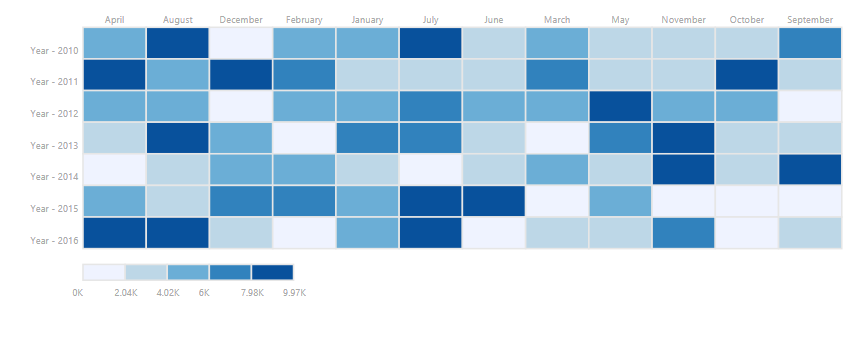 April August December February January July June March May November October September
Year - 2010
Year - 2011
Year - 2012
Year - 2013
Year - 2014
Year - 2015
Year - 2016
0K 2.04K 4.02K 6K 7.98K 9.97K